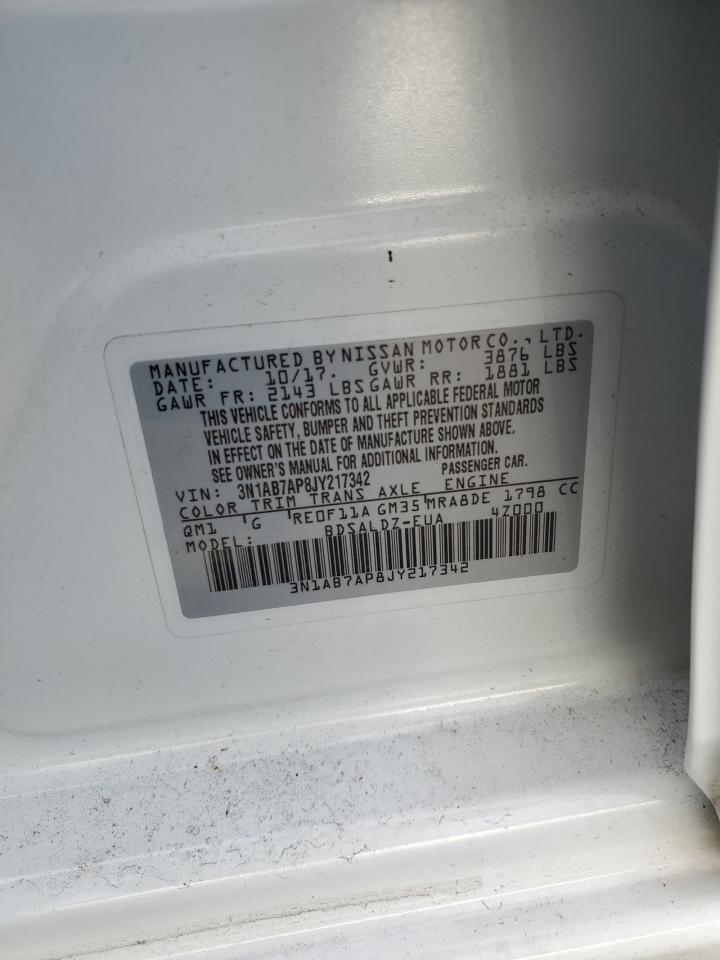 MANUFACTURED BY NISSAN MOTOR CO., LTD.
DATE: 10/17. GVWR: 3876 LBS
GAWR FR: 2143 LBS GAWR RR: 1881 LBS
THIS VEHICLE CONFORMS TO ALL APPLICABLE FEDERAL MOTOR
VEHICLE SAFETY, BUMPER AND THEFT PREVENTION STANDARDS
IN EFFECT ON THE DATE OF MANUFACTURE SHOWN ABOVE.
SEE OWNER'S MANUAL FOR ADDITIONAL INFORMATION.
VIN: 3N1AB7AP8JY217342 PASSENGER CAR.
COLOR TRIM TRANS AXLE ENGINE
QM1 G RE0F11A GM35 MRA8DE 1798 CC
MODEL: BDSALDZ-EUA 4Z000
3N1AB7AP8JY217342